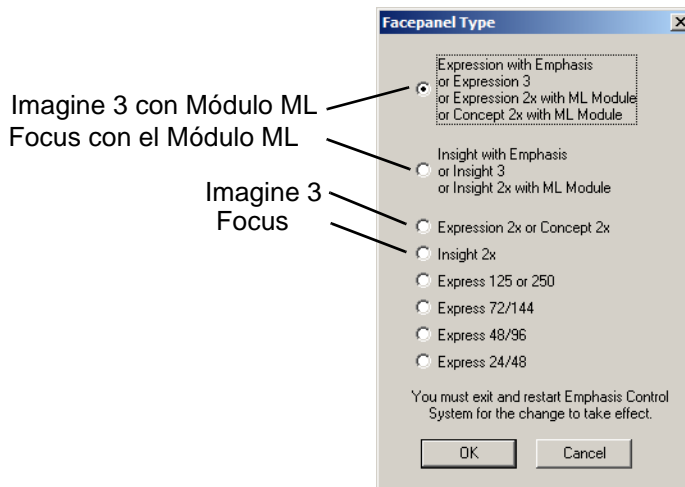 Facepanel Type
Expression with Emphasis
or Expression 3
or Expression 2x with ML Module
or Concept 2x with ML Module
Imagine 3 con Módulo ML
Focus con el Módulo ML
Insight with Emphasis
or Insight 3
or Insight 2x with ML Module
Imagine 3
Focus
Expression 2x or Concept 2x
Insight 2x
Express 125 or 250
Express 72/144
Express 48/96
Express 24/48
You must exit and restart Emphasis Control
System for the change to take effect.
OK
Cancel